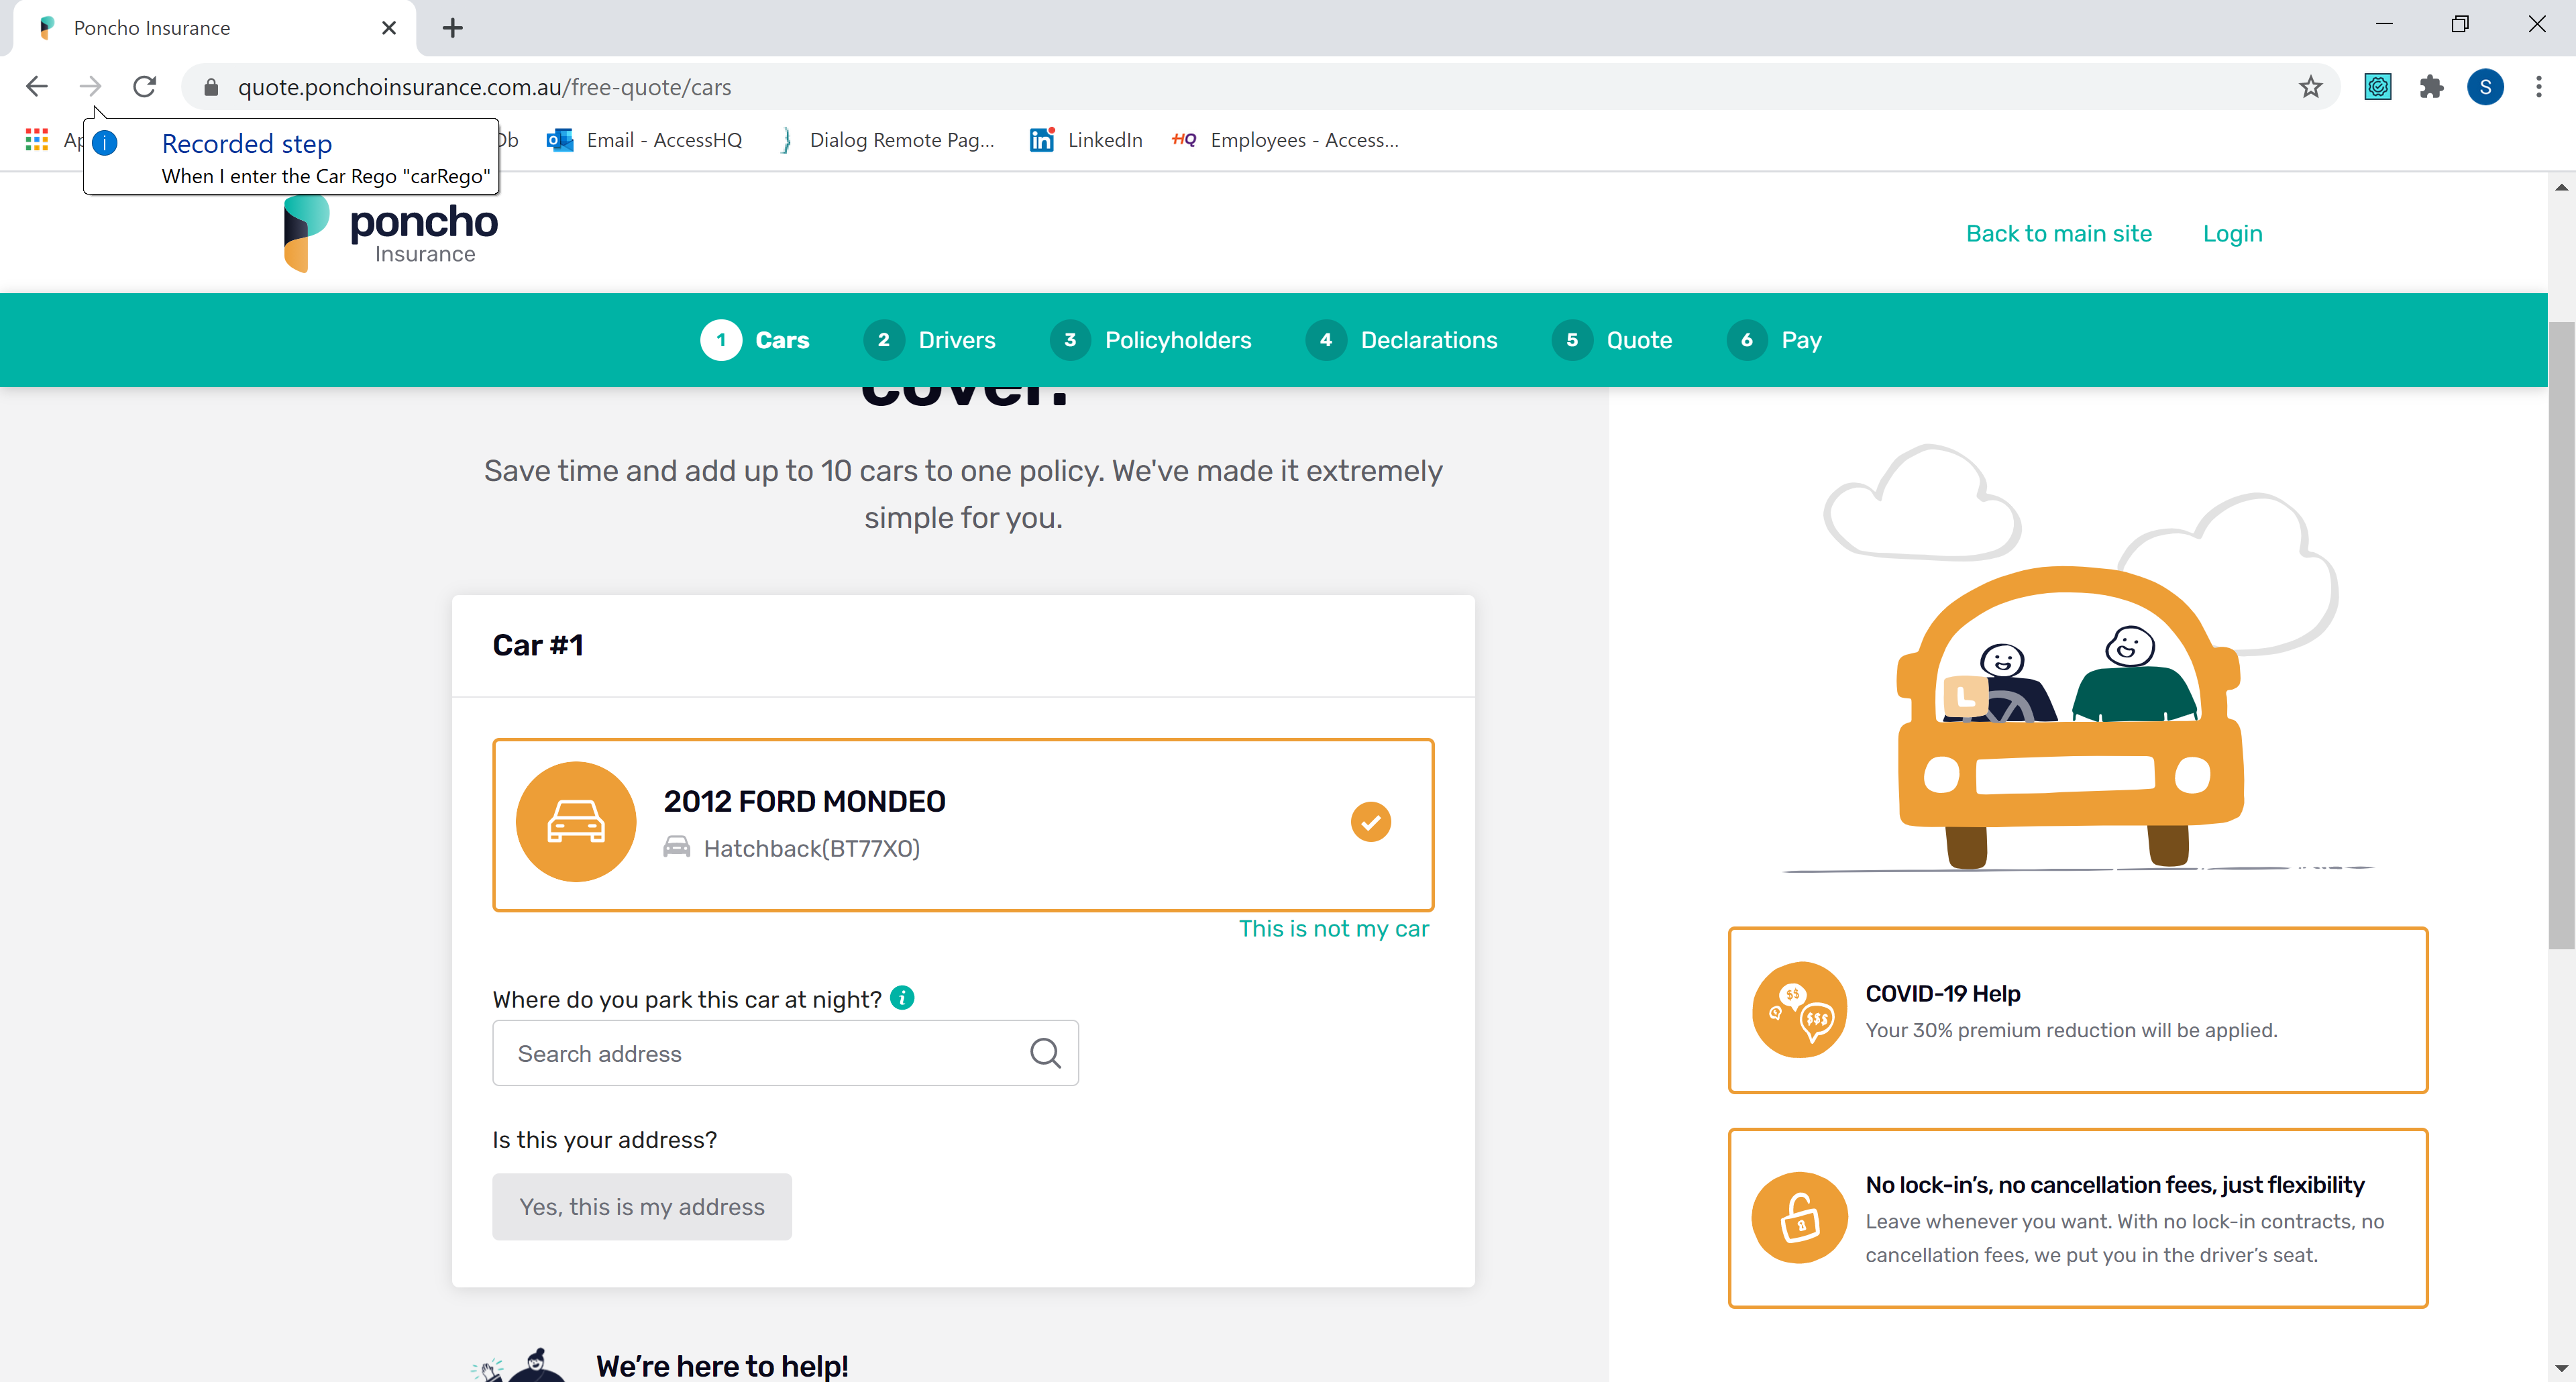 Poncho Insurance
quote.ponchoinsurance.com.au/free-quote/cars
S
Recorded step
When I enter the Car Rego "carRego"
Email - AccessHQ
Dialog Remote Pag...
LinkedIn
HQ
Employees - Access...
poncho
Insurance
Back to main site
Login
1 Cars
2 Drivers
3 Policyholders
4 Declarations
5 Quote
6 Pay
cover.
Save time and add up to 10 cars to one policy. We've made it extremely
simple for you.
Car #1
2012 FORD MONDEO
Hatchback(BT77XO)
This is not my car
Where do you park this car at night?
Search address
Is this your address?
Yes, this is my address
We're here to help!
L
$$
$$$
COVID-19 Help
Your 30% premium reduction will be applied.
No lock-in's, no cancellation fees, just flexibility
Leave whenever you want. With no lock-in contracts, no
cancellation fees, we put you in the driver's seat.